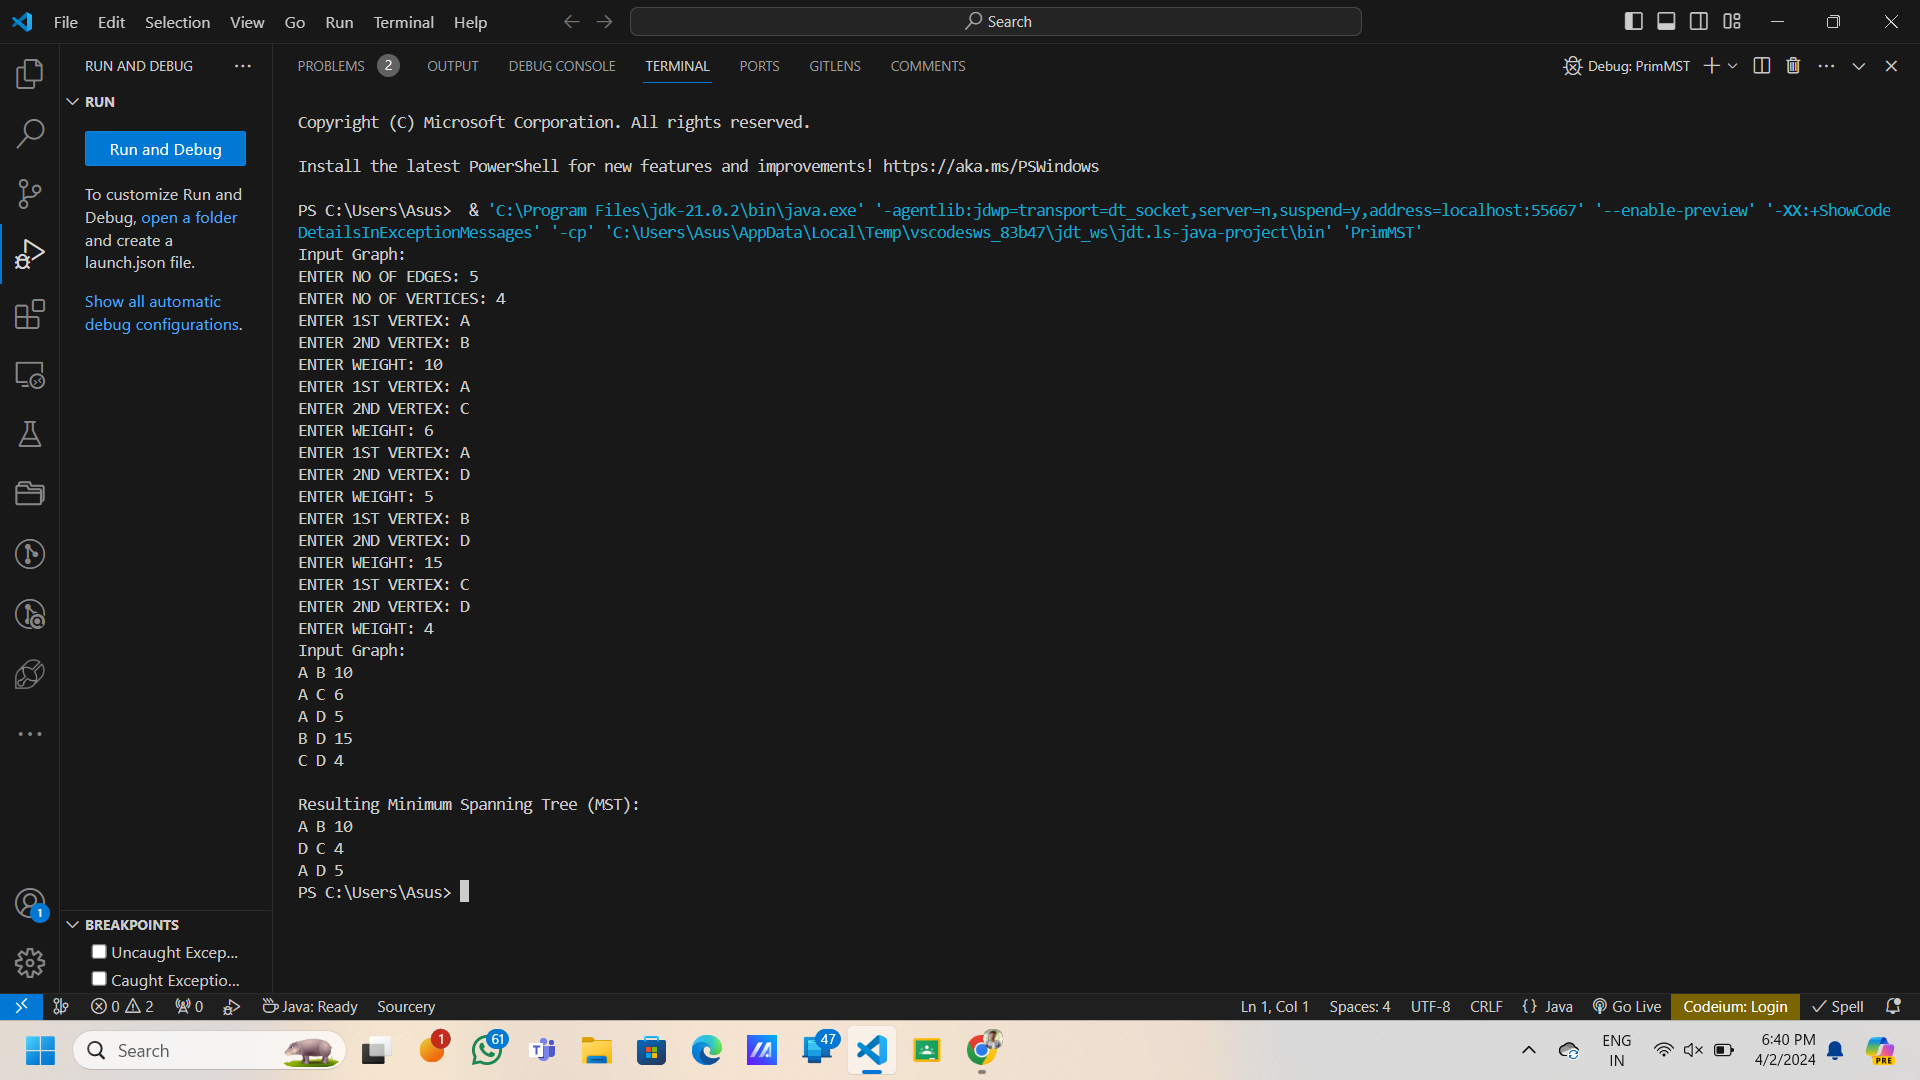 File Edit Selection View Go Run Terminal Help
Search
RUN AND DEBUG
RUN
Run and Debug
To customize Run and
Debug, open a folder
and create a
launch.json file.
Show all automatic
debug configurations.
BREAKPOINTS
Uncaught Excep...
Caught Exceptio...
PROBLEMS 2 OUTPUT DEBUG CONSOLE TERMINAL PORTS GITLENS COMMENTS
Debug: PrimMST
Copyright (C) Microsoft Corporation. All rights reserved.
Install the latest PowerShell for new features and improvements! https://aka.ms/PSWindows
PS C:\Users\Asus>  & 'C:\Program Files\jdk-21.0.2\bin\java.exe' '-agentlib:jdwp=transport=dt_socket,server=n,suspend=y,address=localhost:55667' '--enable-preview' '-XX:+ShowCode
DetailsInExceptionMessages' '-cp' 'C:\Users\Asus\AppData\Local\Temp\vscodesws_83b47\jdt_ws\jdt.ls-java-project\bin' 'PrimMST'
Input Graph:
ENTER NO OF EDGES: 5
ENTER NO OF VERTICES: 4
ENTER 1ST VERTEX: A
ENTER 2ND VERTEX: B
ENTER WEIGHT: 10
ENTER 1ST VERTEX: A
ENTER 2ND VERTEX: C
ENTER WEIGHT: 6
ENTER 1ST VERTEX: A
ENTER 2ND VERTEX: D
ENTER WEIGHT: 5
ENTER 1ST VERTEX: B
ENTER 2ND VERTEX: D
ENTER WEIGHT: 15
ENTER 1ST VERTEX: C
ENTER 2ND VERTEX: D
ENTER WEIGHT: 4
Input Graph:
A B 10
A C 6
A D 5
B D 15
C D 4
Resulting Minimum Spanning Tree (MST):
A B 10
D C 4
A D 5
PS C:\Users\Asus>
1
0 2 0 Java: Ready Sourcery
Ln 1, Col 1 Spaces: 4 UTF-8 CRLF {} Java Go Live Codeium: Login Spell
Search
1
61
47
ENG
IN
6:40 PM
4/2/2024
PRE